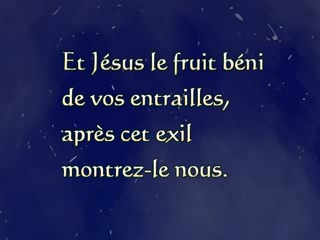 Et Jésus le fruit béni
de vos entrailles,
après cet exil
montrez-le nous.